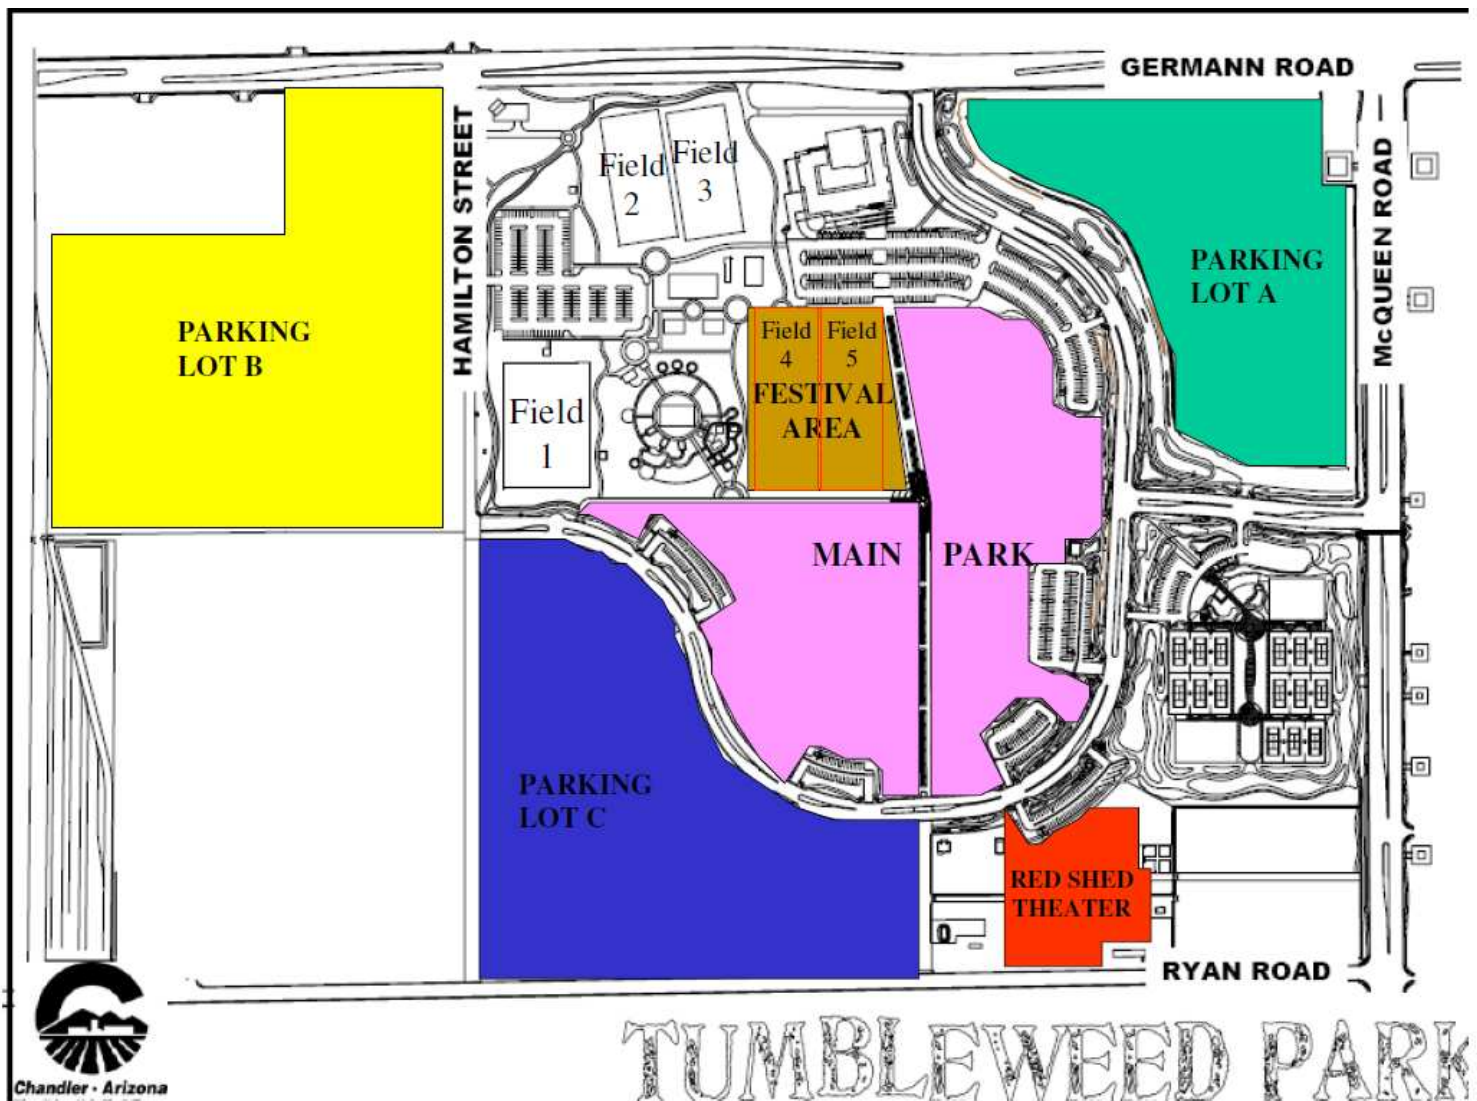 GERMANN ROAD
HAMILTON STREET
McQUEEN ROAD
Field
2
Field
3
PARKING
LOT A
PARKING
LOT B
Field
4
Field
5
FESTIVAL
AREA
Field
1
MAIN PARK
PARKING
LOT C
RED SHED
THEATER
RYAN ROAD
TUMBLEWEED PARK
Chandler · Arizona